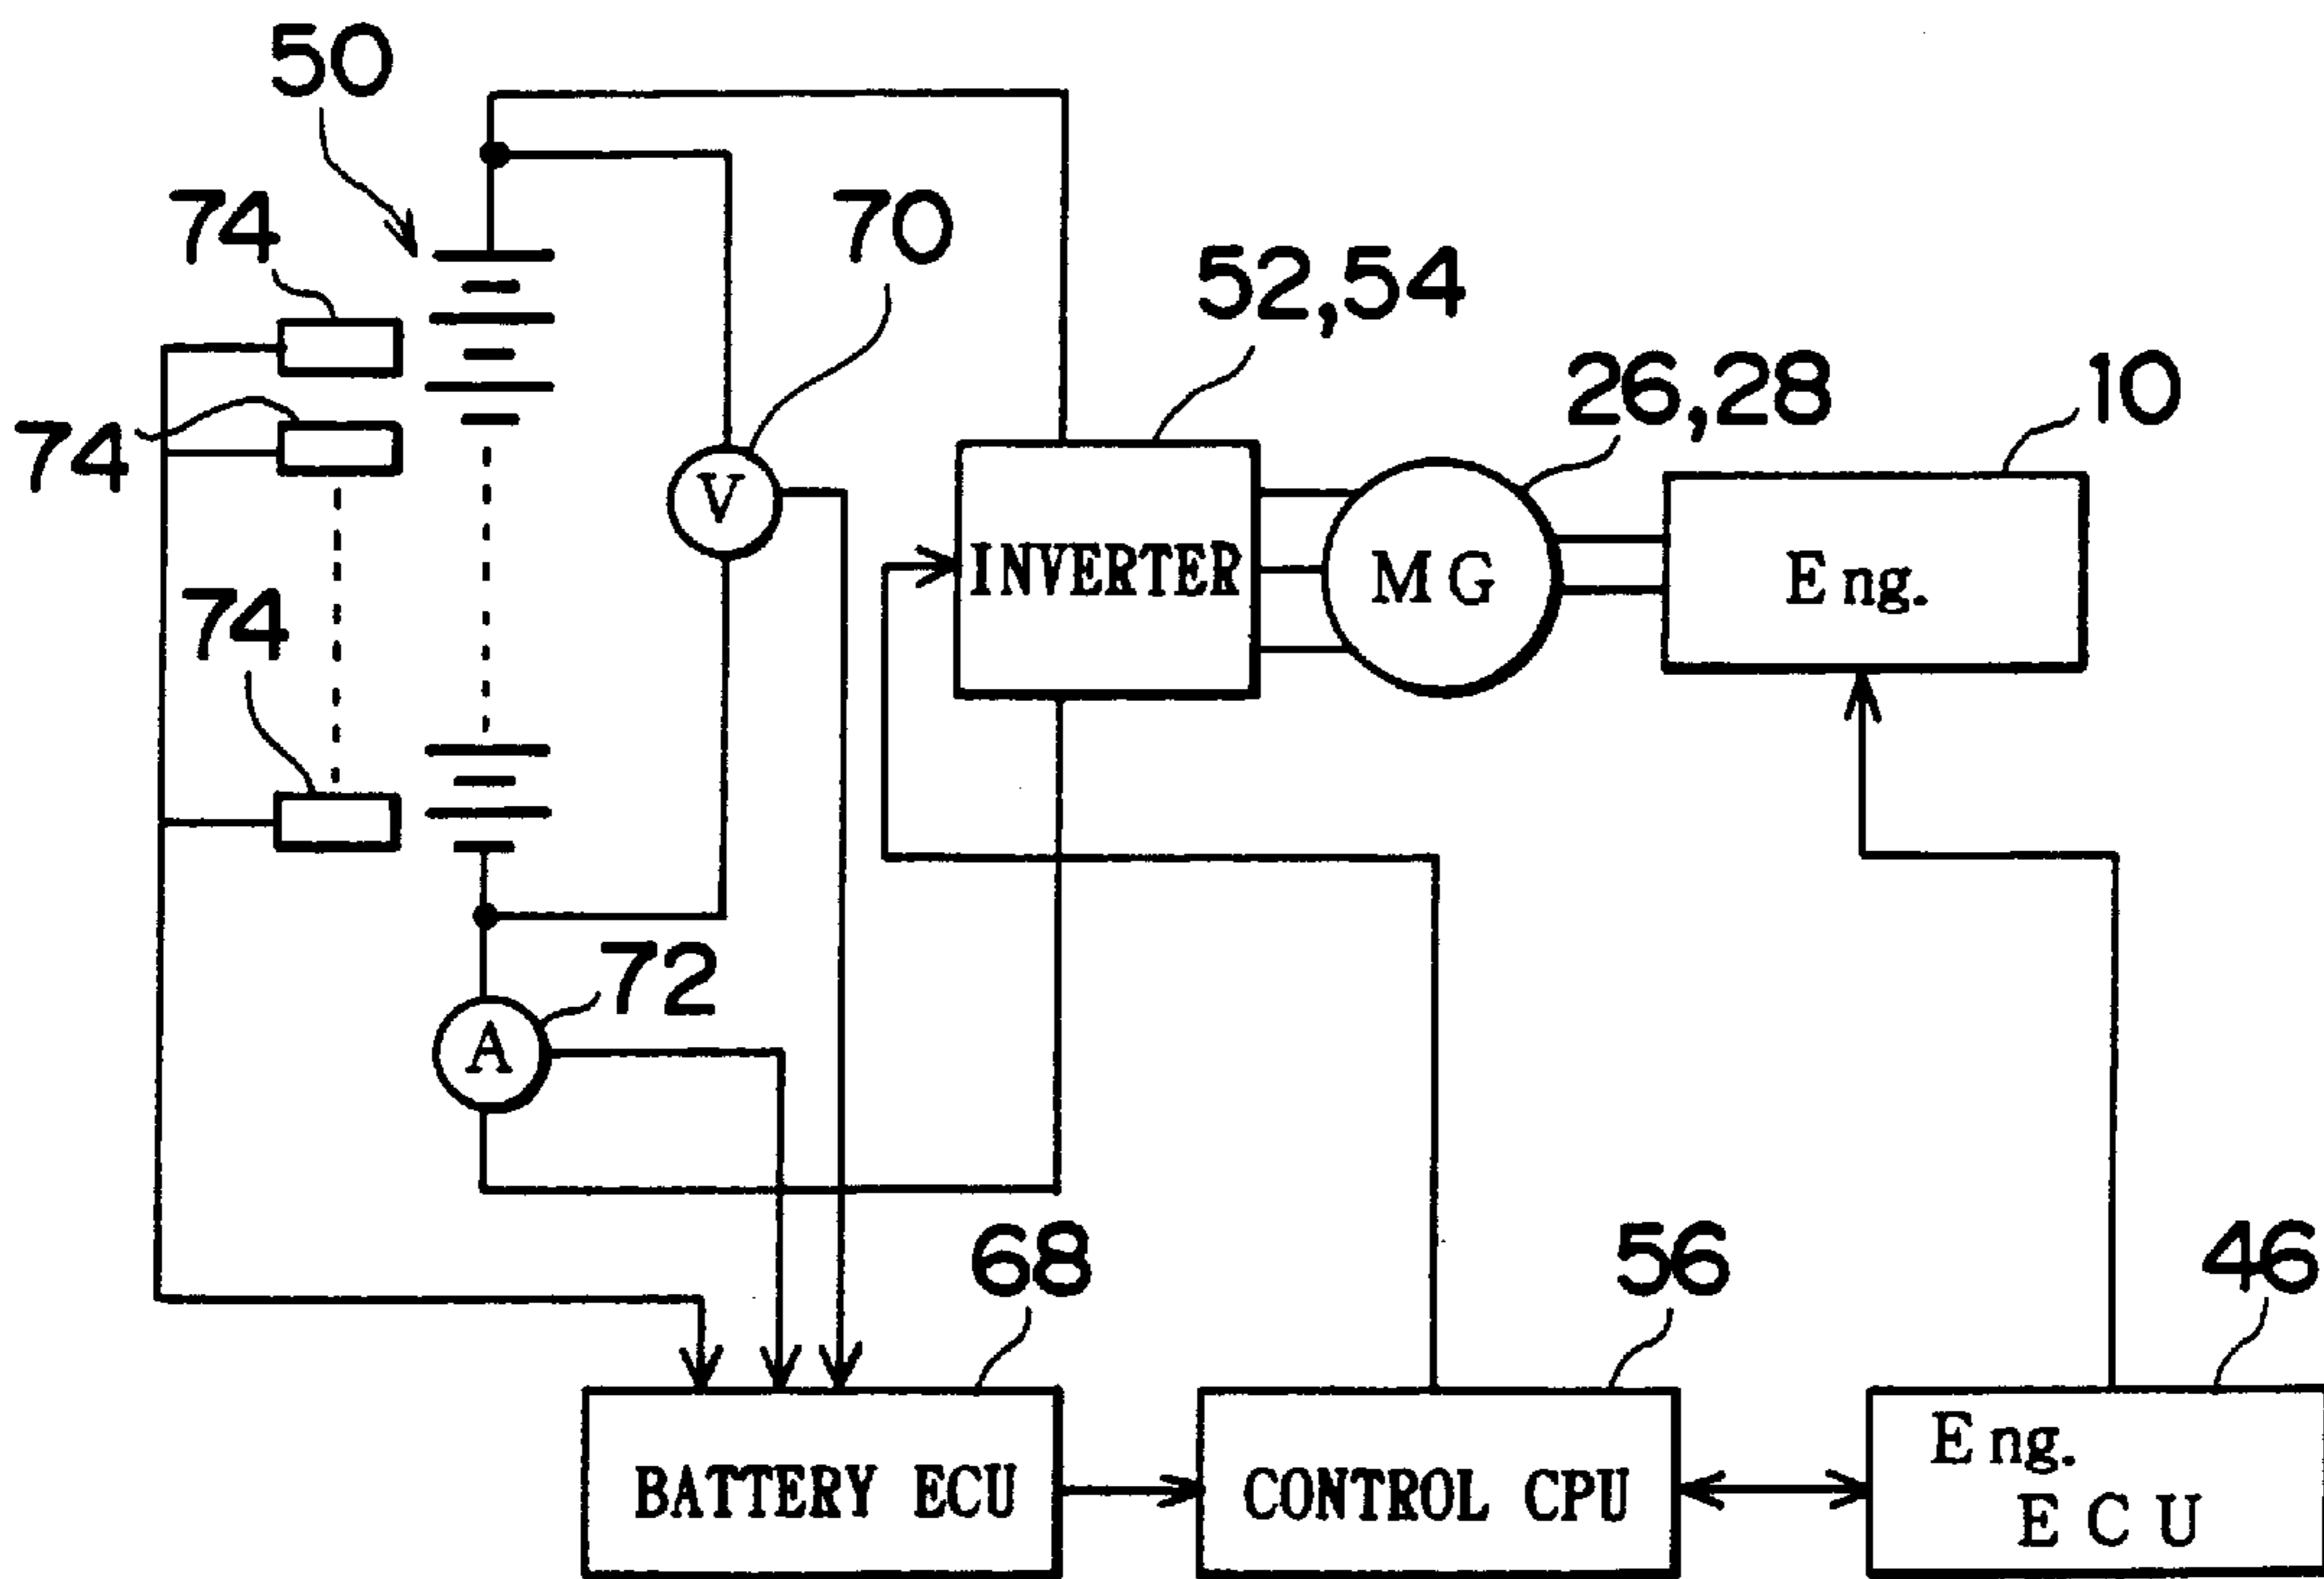 50
74
70
52,54
26,28
10
74
V
INVERTER
MG
Eng.
74
72
A
68
56
46
BATTERY ECU
CONTROL CPU
Eng.
ECU